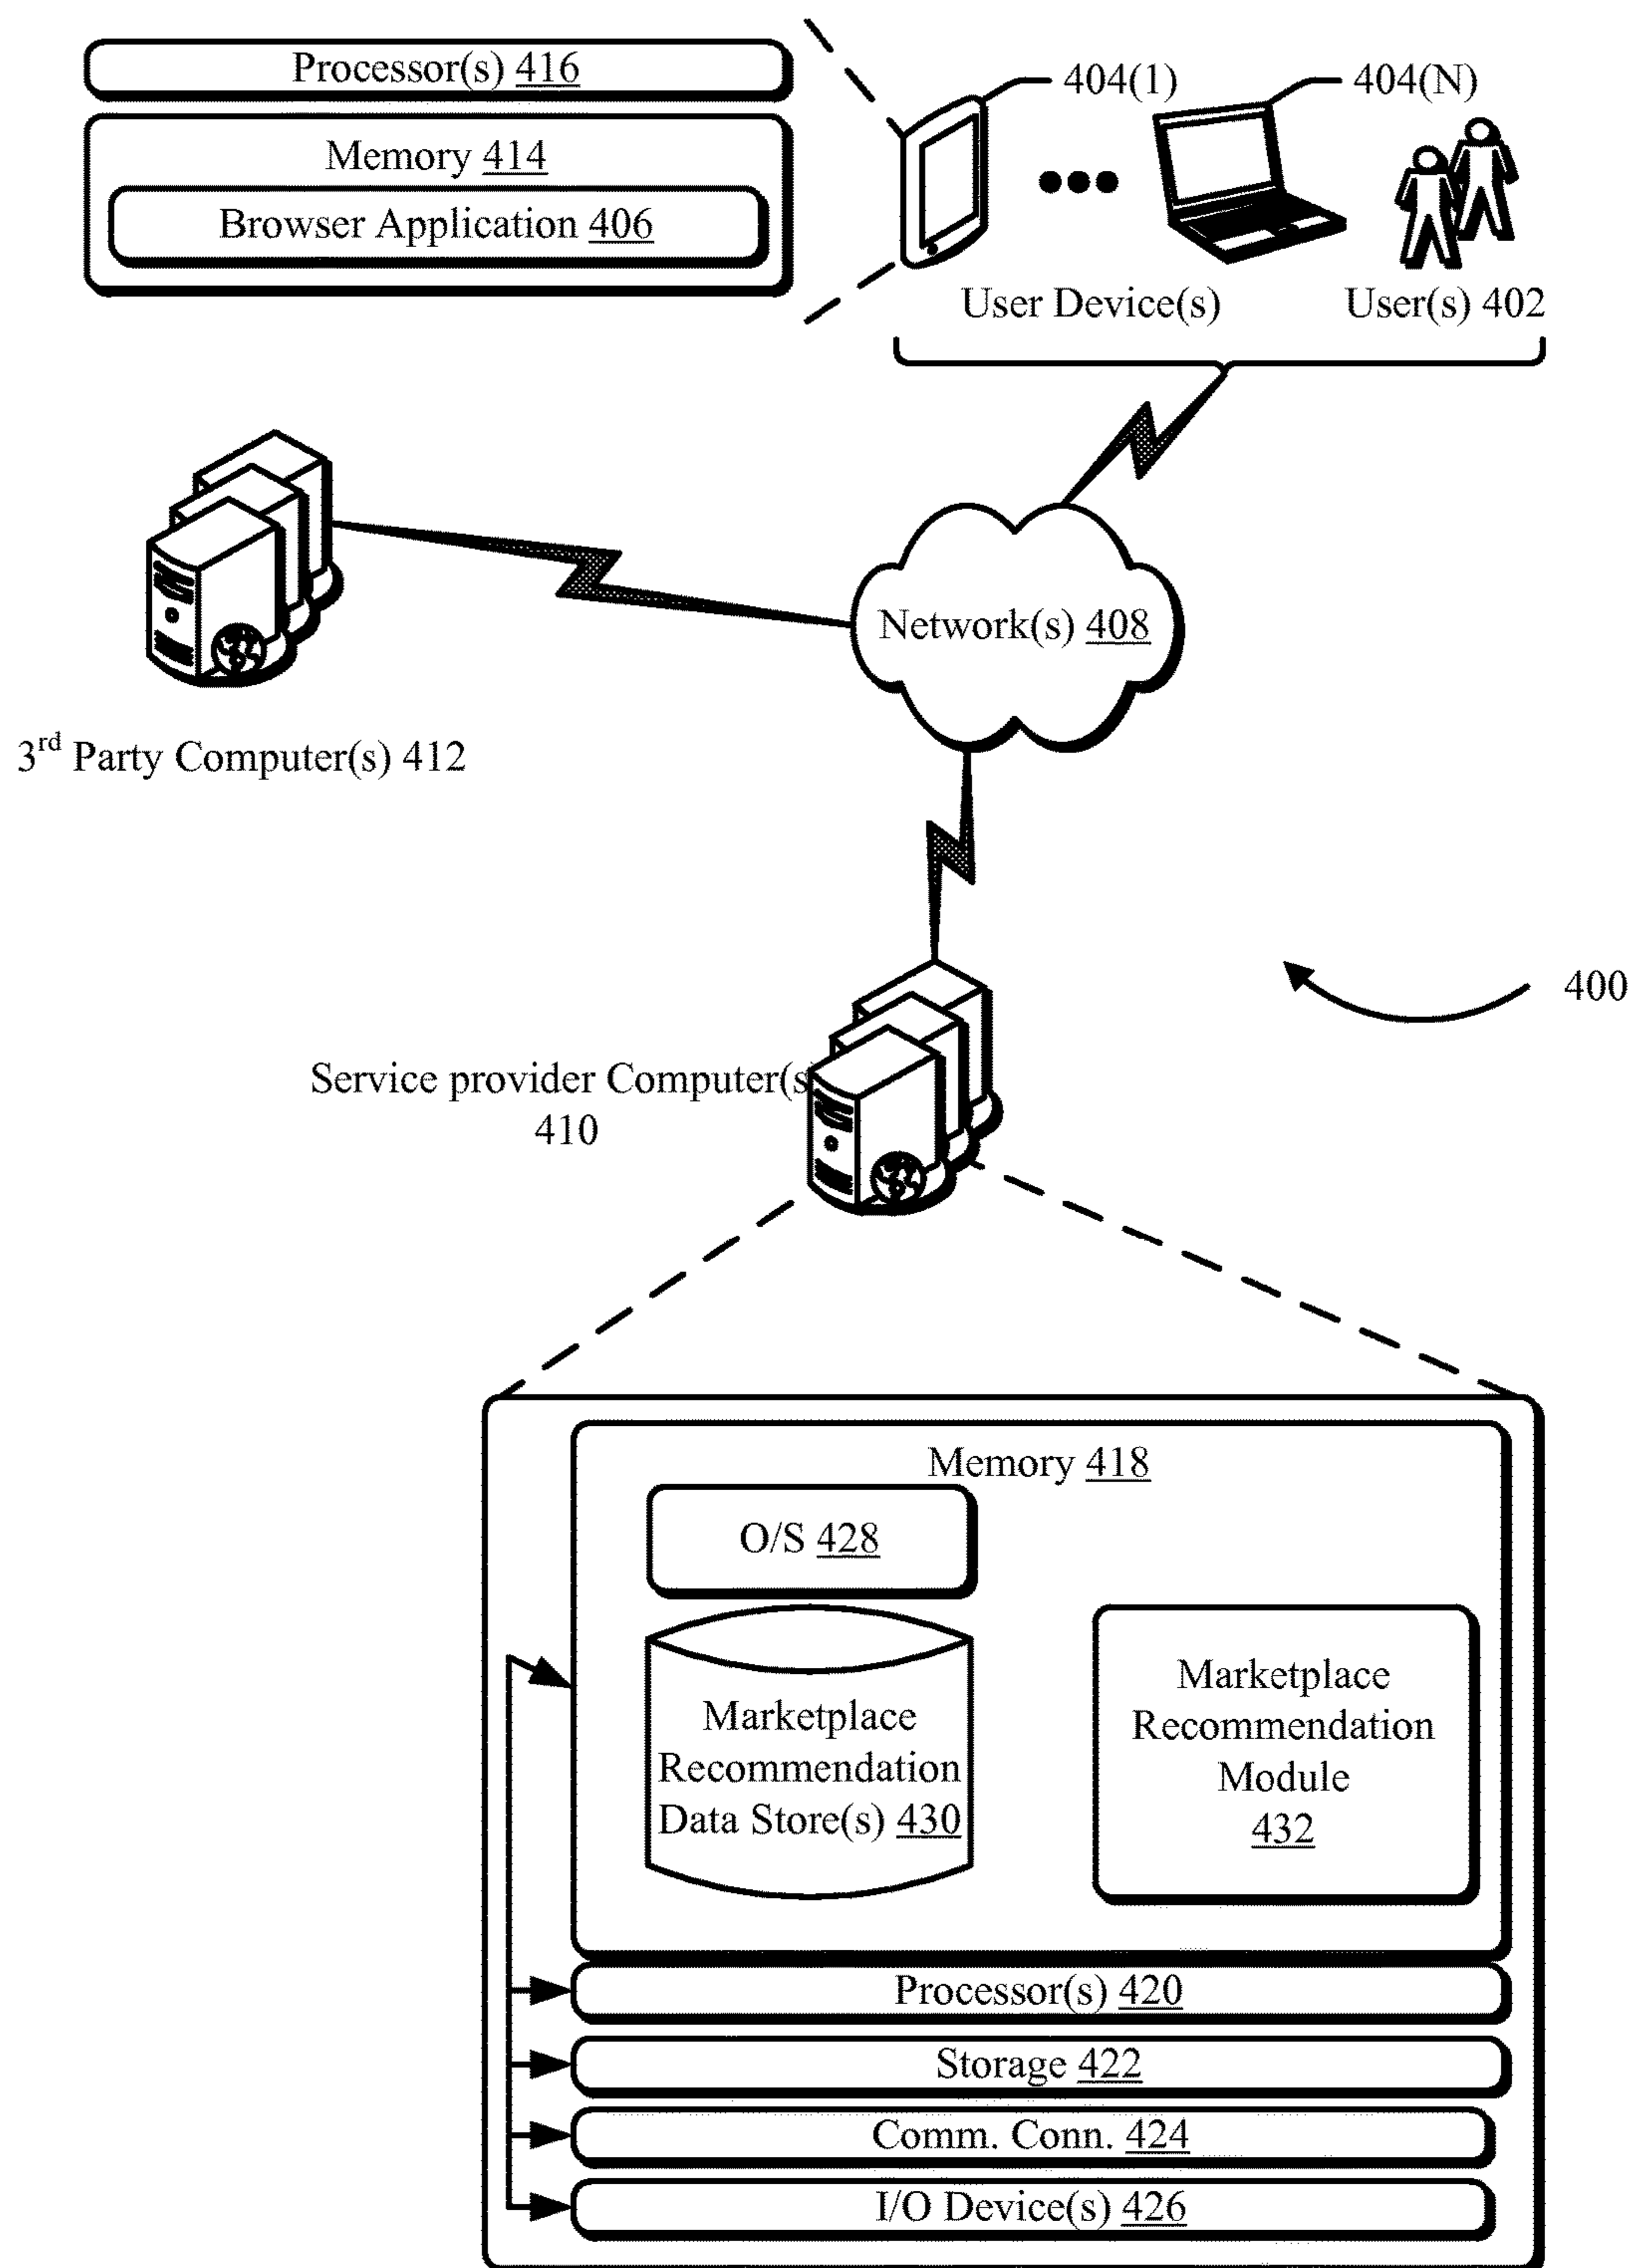 Processor(s) 416
Memory 414
Browser Application 406
404(1)
404(N)
User Device(s)
User(s) 402
Network(s) 408
3rd Party Computer(s) 412
400
Service provider Computer(s
410
Memory 418
O/S 428
Marketplace
Recommendation
Data Store(s) 430
Marketplace
Recommendation
Module
432
Processor(s) 420
Storage 422
Comm. Conn. 424
I/O Device(s) 426